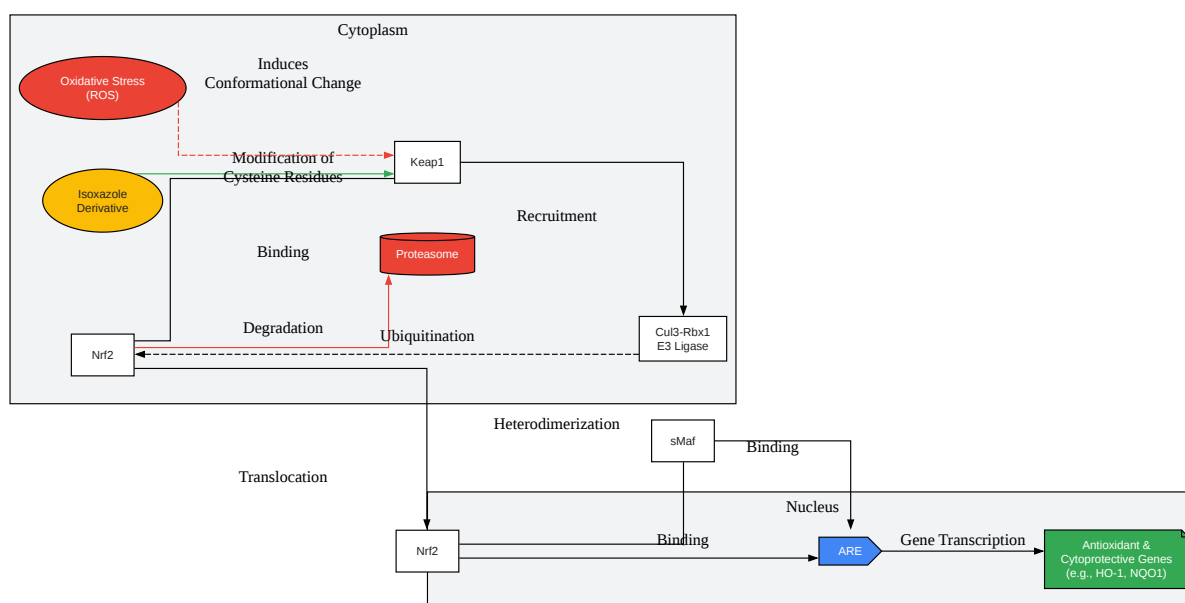 Cytoplasm
Induces
Conformational Change
Oxidative Stress
(ROS)
Modification of
Cysteine Residues
Keap1
Isoxazole
Derivative
Recruitment
Binding
Proteasome
Degradation
Ubiquitination
Cul3-Rbx1
E3 Ligase
Nrf2
Heterodimerization
sMaf
Binding
Translocation
Nucleus
Nrf2
Binding
ARE
Gene Transcription
Antioxidant &
Cytoprotective Genes
(e.g., HO-1, NQO1)